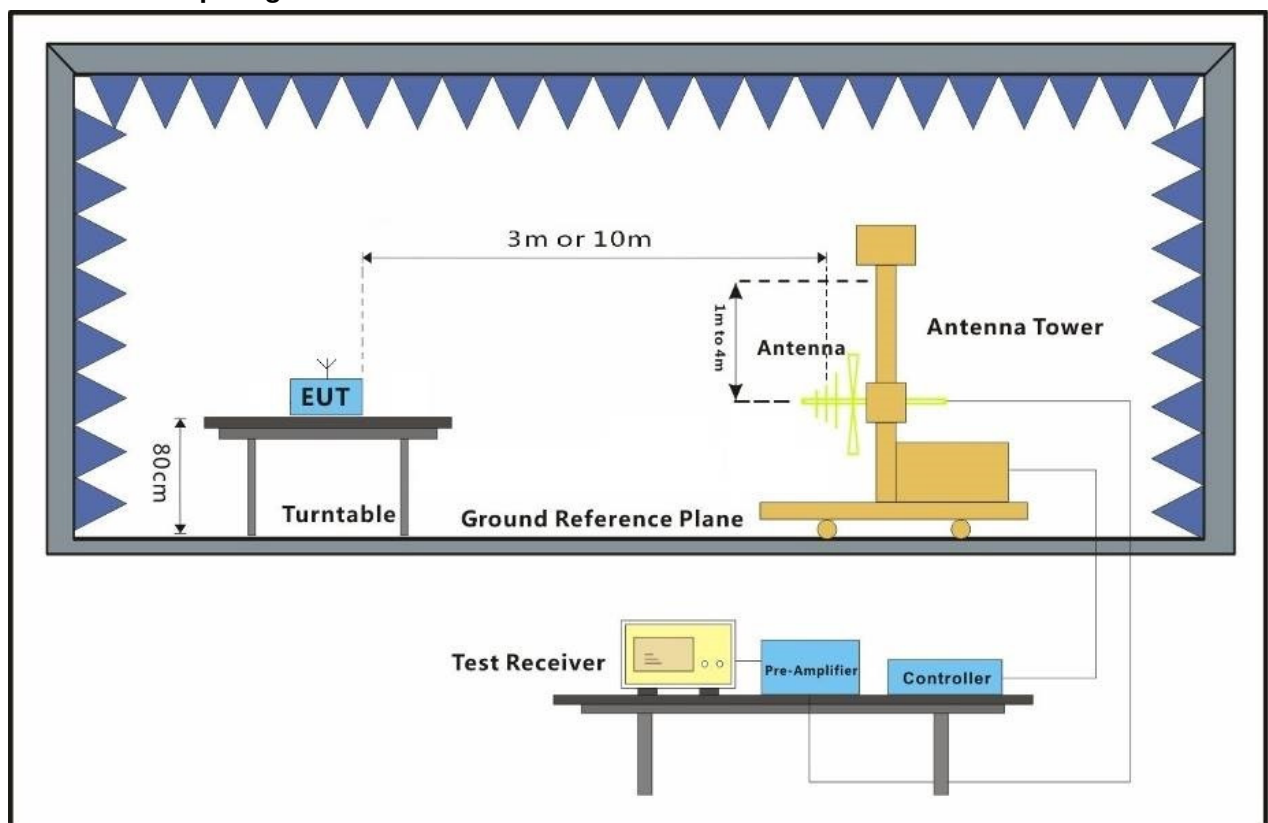 3m or 10m
1m to 4m
Antenna Tower
Antenna
EUT
80cm
Turntable
Ground Reference Plane
Test Receiver
Pre-Amplifier
Controller